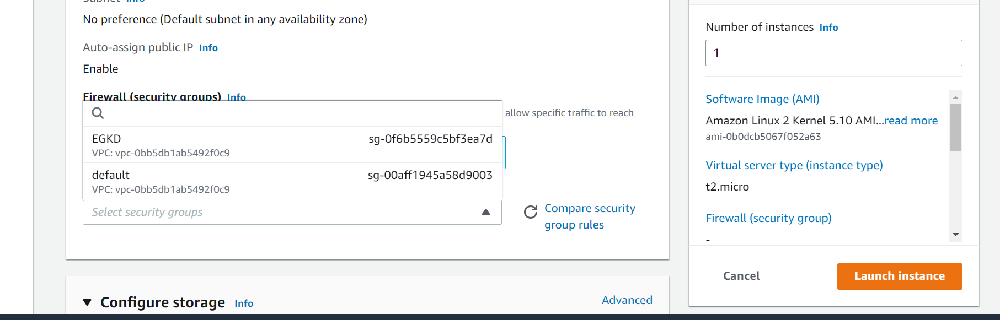 Subnet Info
No preference (Default subnet in any availability zone)
Auto-assign public IP Info
Enable
Firewall (security groups) Info
allow specific traffic to reach
EGKD sg-0f6b5559c5bf3ea7d
VPC: vpc-0bb5db1ab5492f0c9
default sg-00aff1945a58d9003
VPC: vpc-0bb5db1ab5492f0c9
Select security groups
Compare security
group rules
Configure storage Info
Advanced
Number of instances Info
1
Software Image (AMI)
Amazon Linux 2 Kernel 5.10 AMI...read more
ami-0b0dcb5067f052a63
Virtual server type (instance type)
t2.micro
Firewall (security group)
-
Cancel
Launch instance